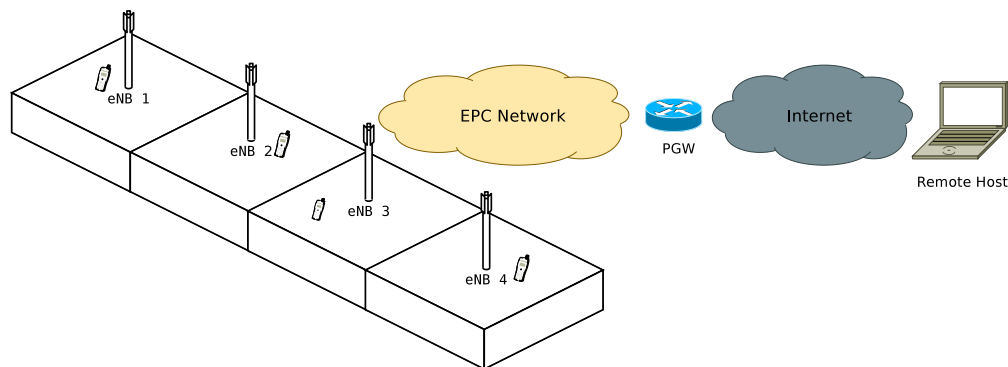 eNB 1
eNB 2
eNB 3
eNB 4
EPC Network
PGW
Internet
Remote Host